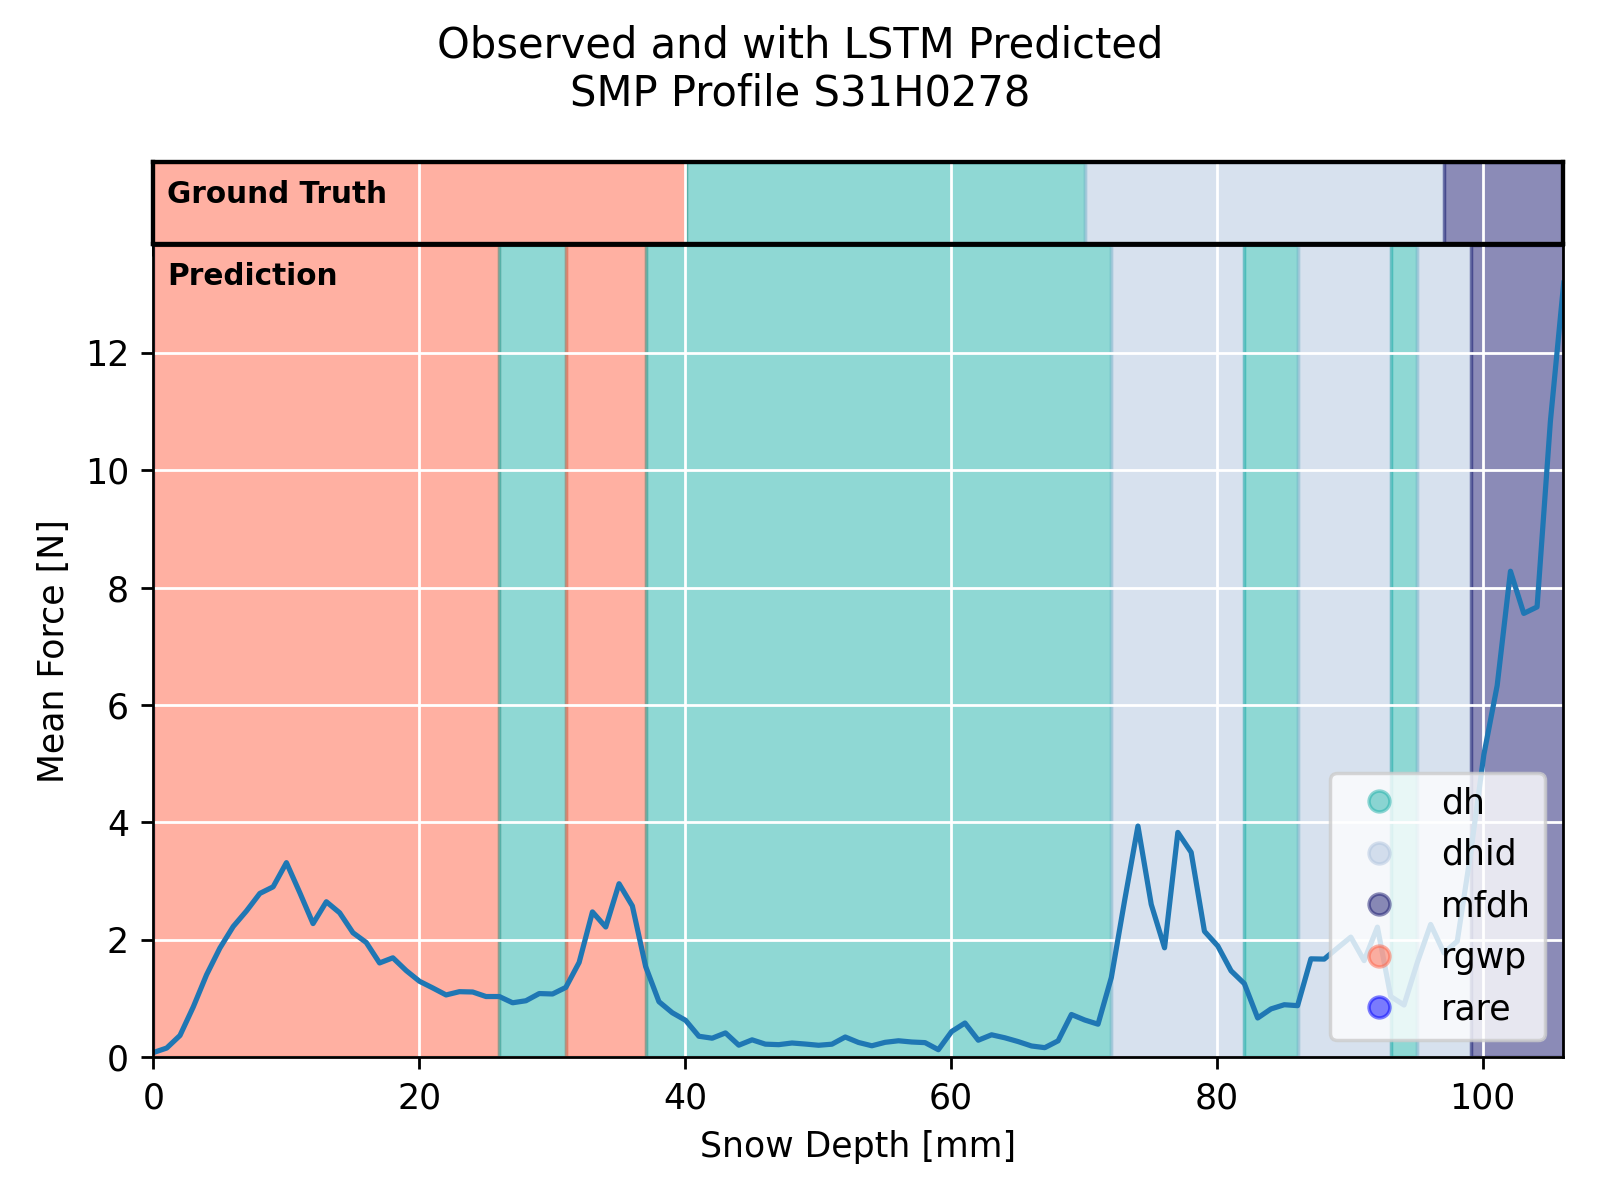 Observed and with LSTM Predicted
SMP Profile S31H0278
Ground Truth
Prediction
12
10
8
6
4
2
0
Mean Force [N]
dh
dhid
mfdh
rgwp
rare
0 20 40 60 80 100
Snow Depth [mm]